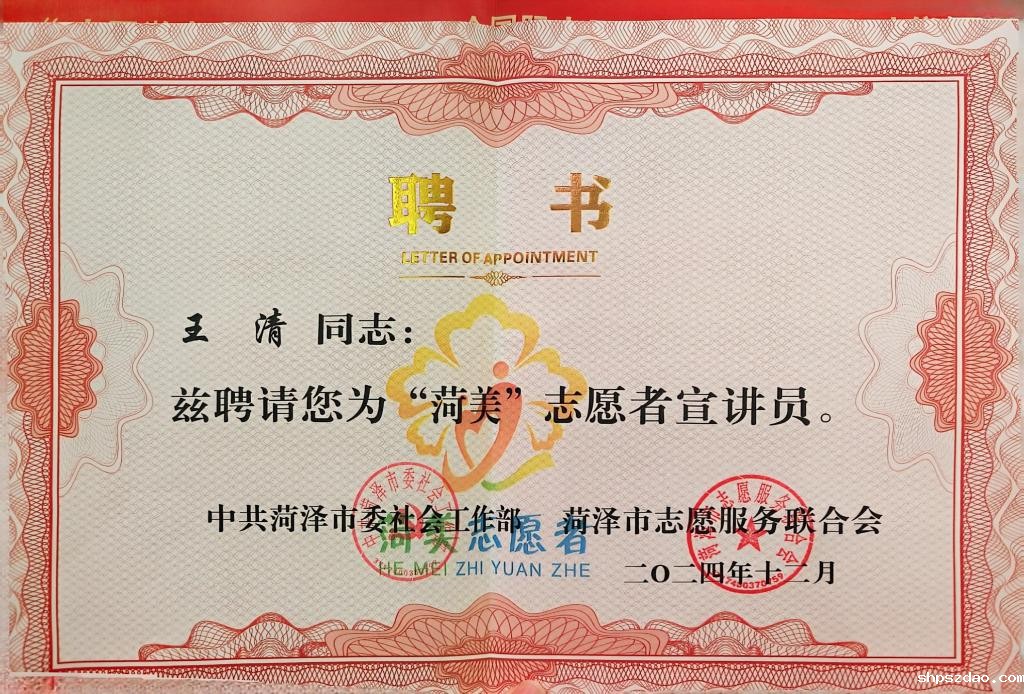 聘 书
LETTER OF APPOINTMENT
王 清 同志：
兹聘请您为“菏美”志愿者宣讲员。
中共菏泽市委社会工作部 菏泽市志愿服务联合会
菏美志愿者
HE MEI ZHI YUAN ZHE
二〇二四年十二月
shpszdao.com